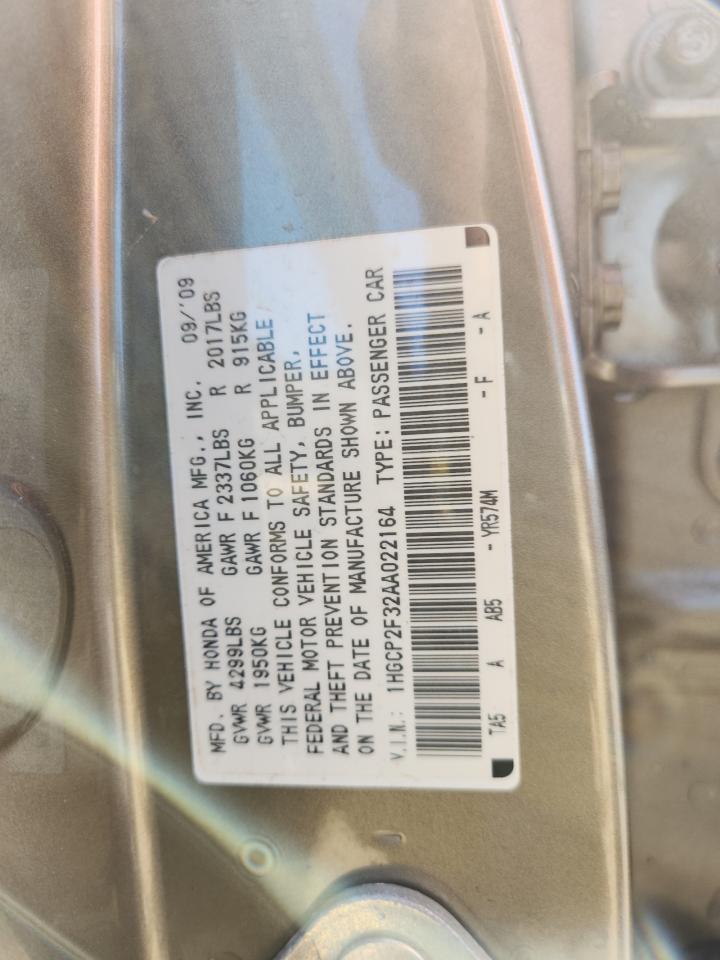 MFD. BY HONDA OF AMERICA MFG., INC. 09/'09
GVWR 4299LBS GAWR F 2337LBS R 2017LBS
GVWR 1950KG GAWR F 1060KG R 915KG
THIS VEHICLE CONFORMS TO ALL APPLICABLE
FEDERAL MOTOR VEHICLE SAFETY, BUMPER,
AND THEFT PREVENTION STANDARDS IN EFFECT
ON THE DATE OF MANUFACTURE SHOWN ABOVE.
V.I.N.: 1HGCP2F32AA022164 TYPE: PASSENGER CAR
TA5 A AB5 - YR574M - F - A